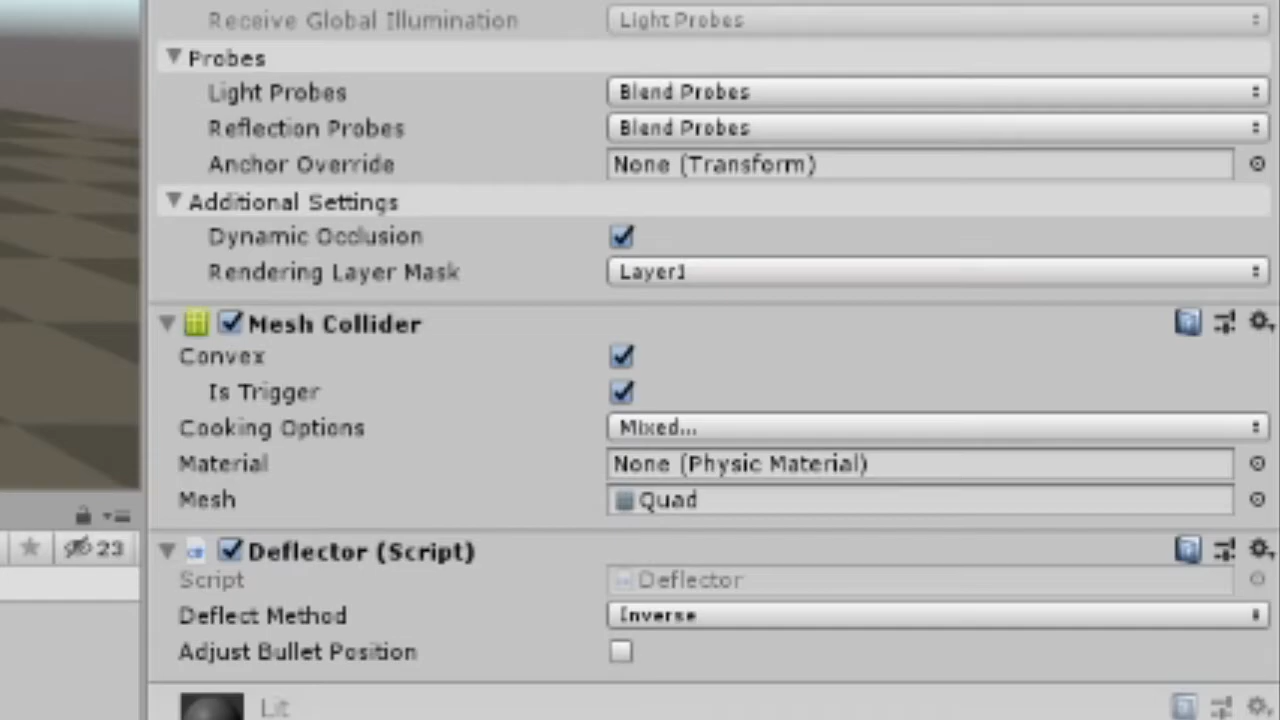 Receive Global Illumination Light Probes
Probes
Light Probes Blend Probes
Reflection Probes Blend Probes
Anchor Override None (Transform)
Additional Settings
Dynamic Occlusion
Rendering Layer Mask Layer1
Mesh Collider
Convex
Is Trigger
Cooking Options Mixed...
Material None (Physic Material)
Mesh Quad
23
Deflector (Script)
Script Deflector
Deflect Method Inverse
Adjust Bullet Position
Lit